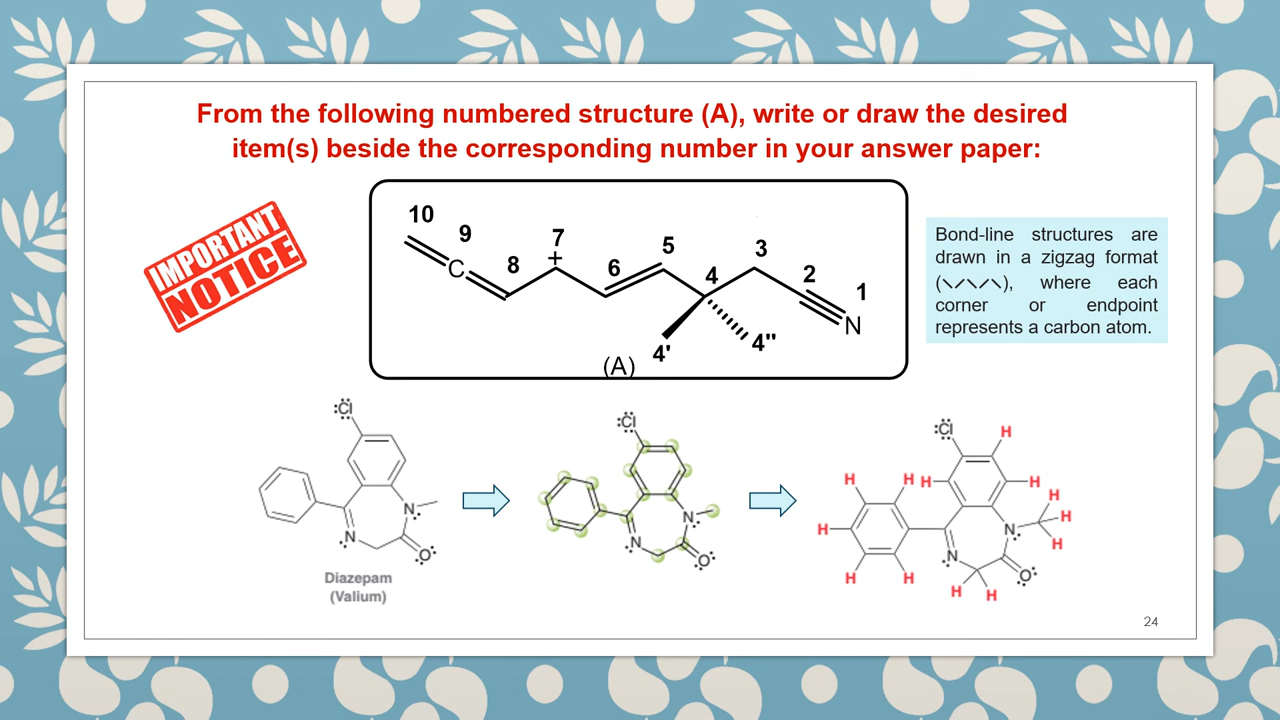 From the following numbered structure (A), write or draw the desired
item(s) beside the corresponding number in your answer paper:
IMPORTANT
NOTICE
10
9
8
7
6
5
4
3
2
1
C
+
N
4'
4''
(A)
Bond-line structures are
drawn in a zigzag format
(), where each
corner or endpoint
represents a carbon atom.
:Cl
N
N
O
Diazepam
(Valium)
:Cl
N
N
O
:Cl
H
H
H
H
H
H
H
H
H
H
H
H
H
N
N
O
24